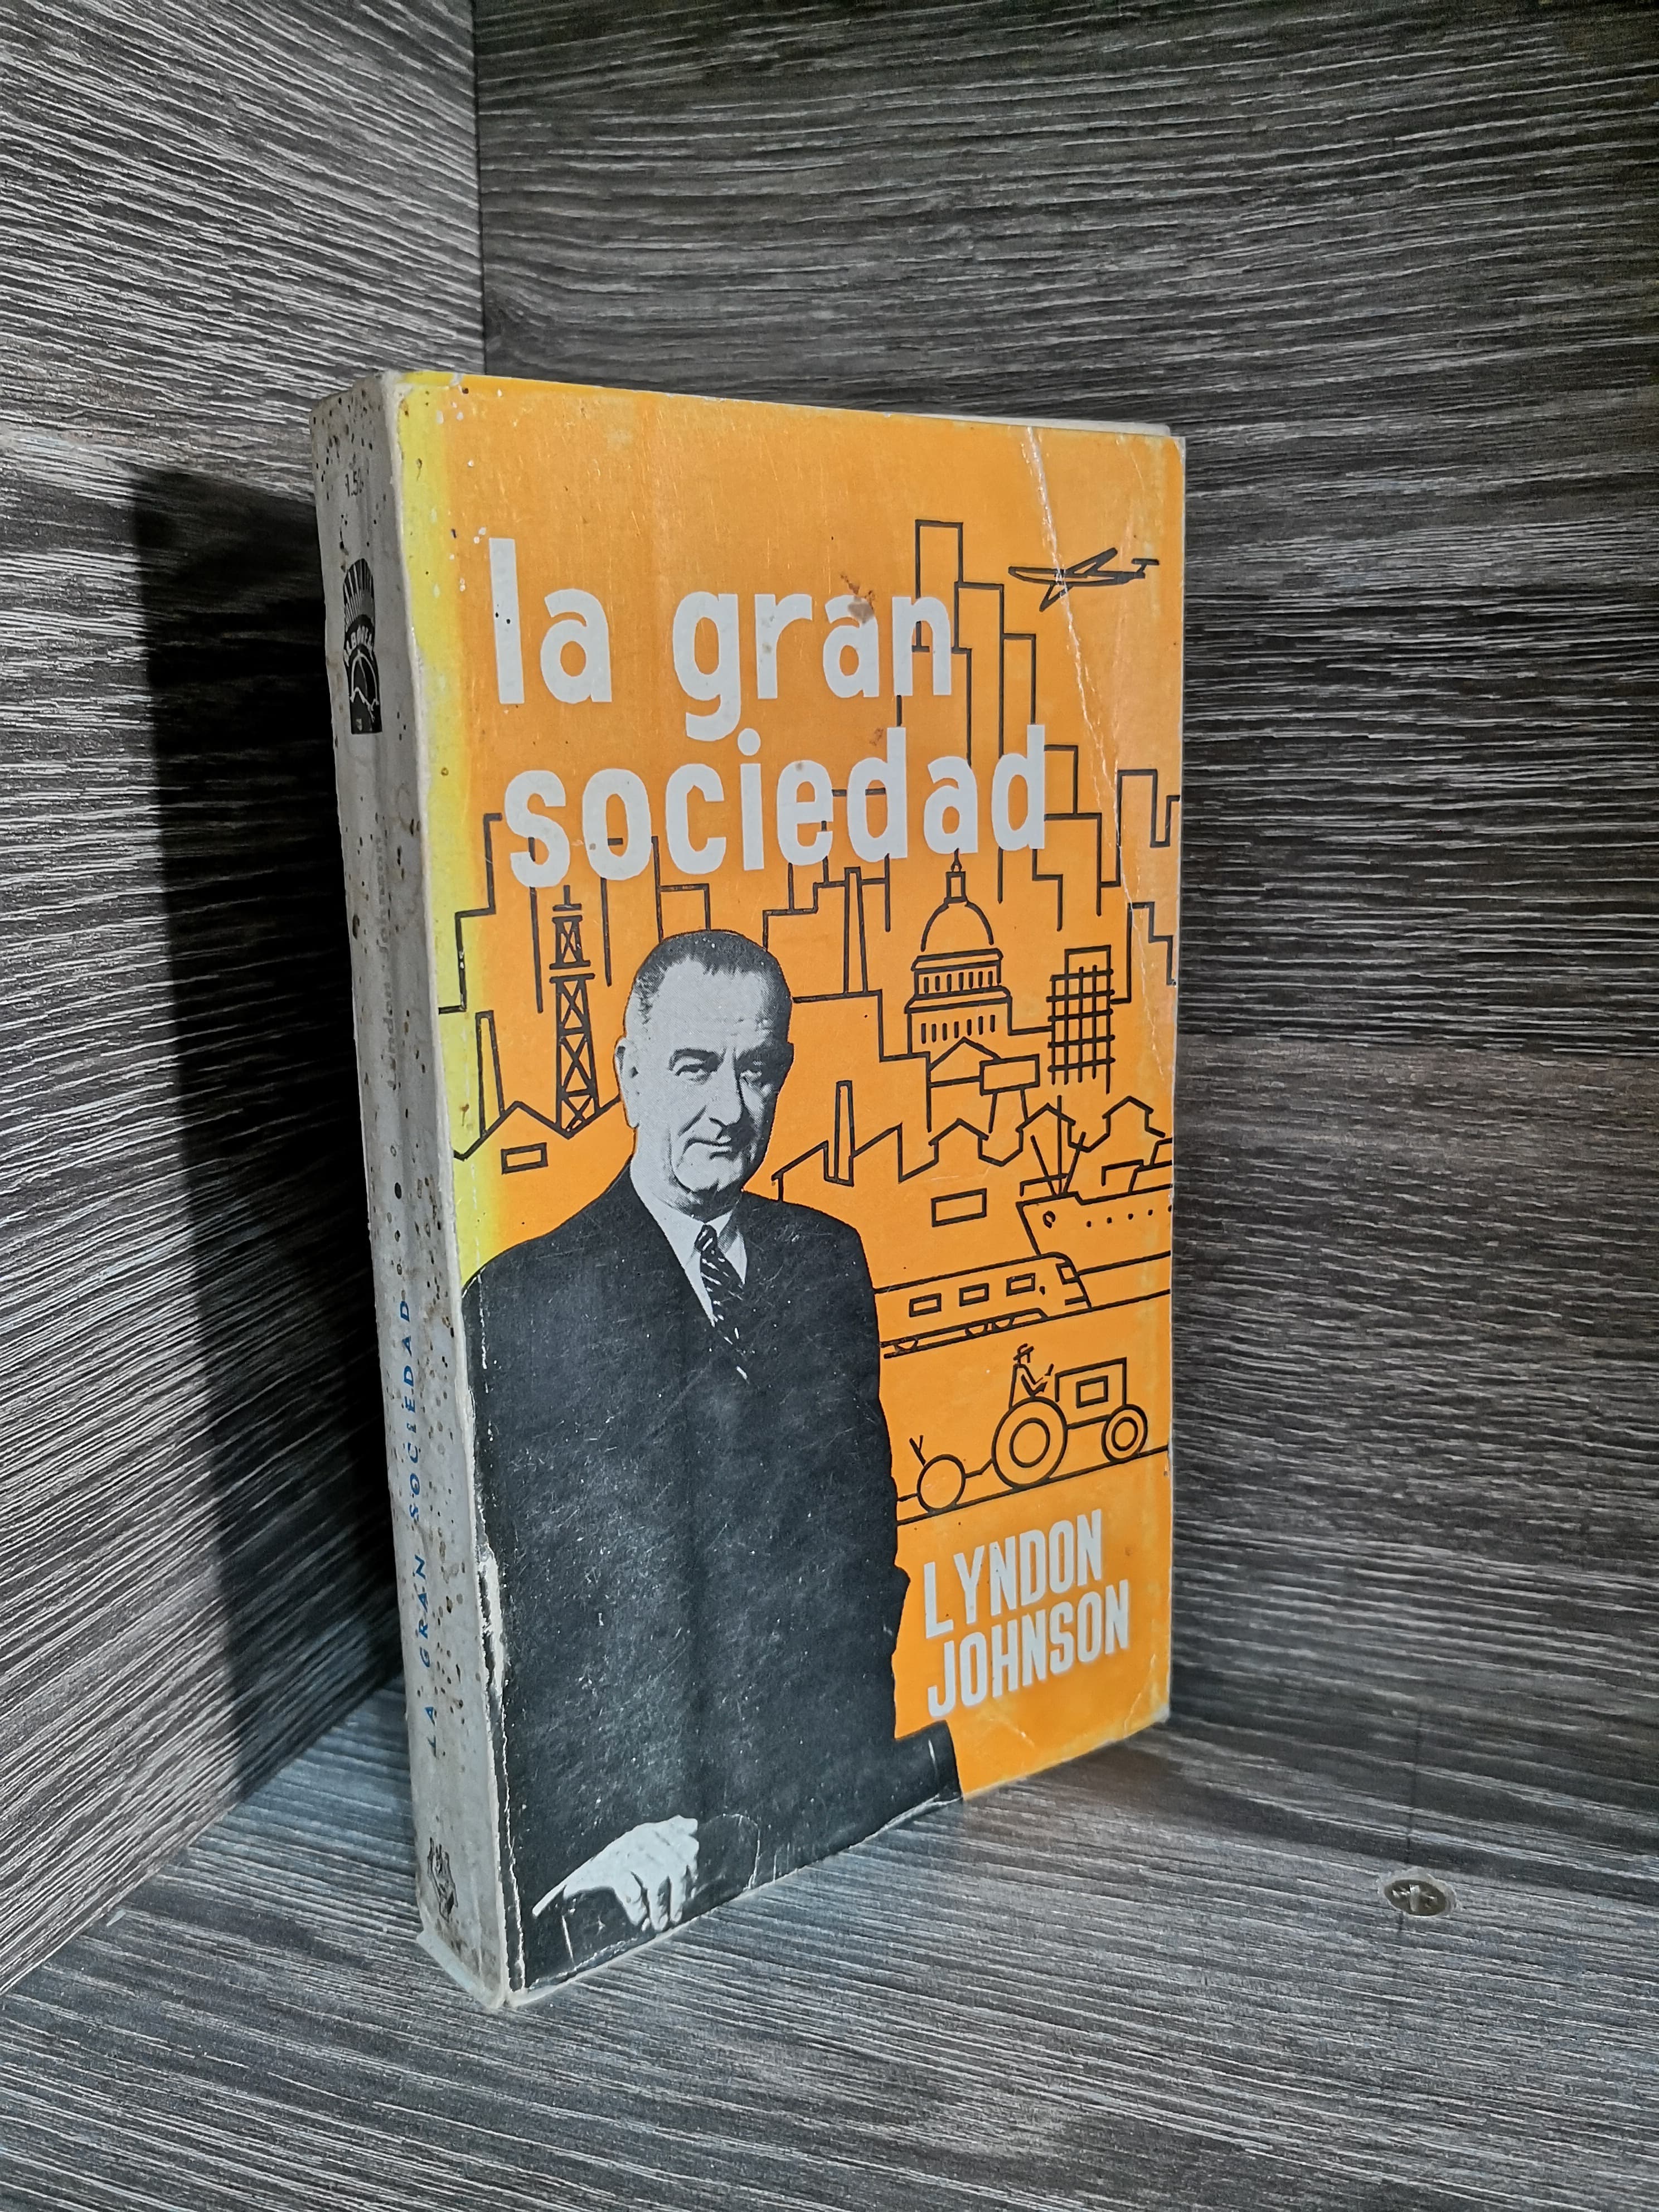 la gran
sociedad
LYNDON
JOHNSON
LA GRAN SOCIEDAD
lyndon johnson